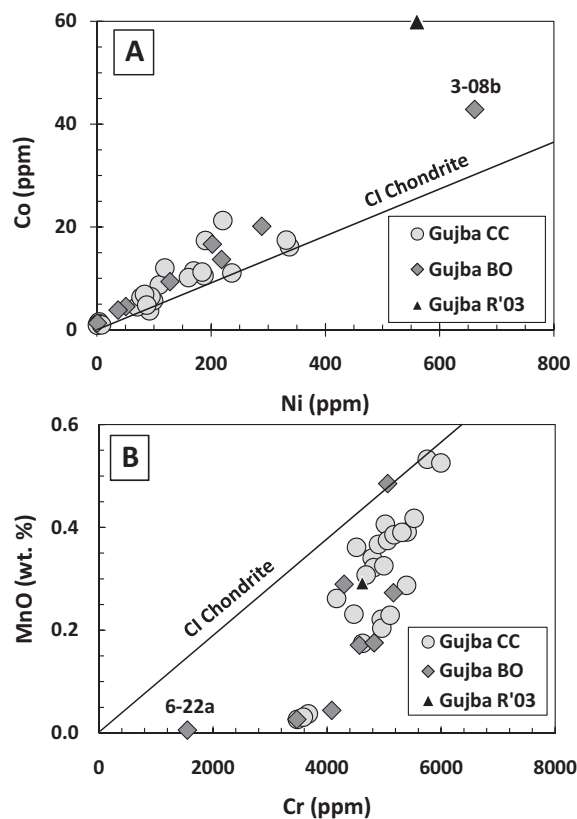 A
60
3-08b
40
Co (ppm)
CI Chondrite
20
Gujba CC
Gujba BO
Gujba R'03
0
0 200 400 600 800
Ni (ppm)
0.6
B
0.4
MnO (wt. %)
CI Chondrite
0.2
Gujba CC
Gujba BO
Gujba R'03
6-22a
0.0
0 2000 4000 6000 8000
Cr (ppm)